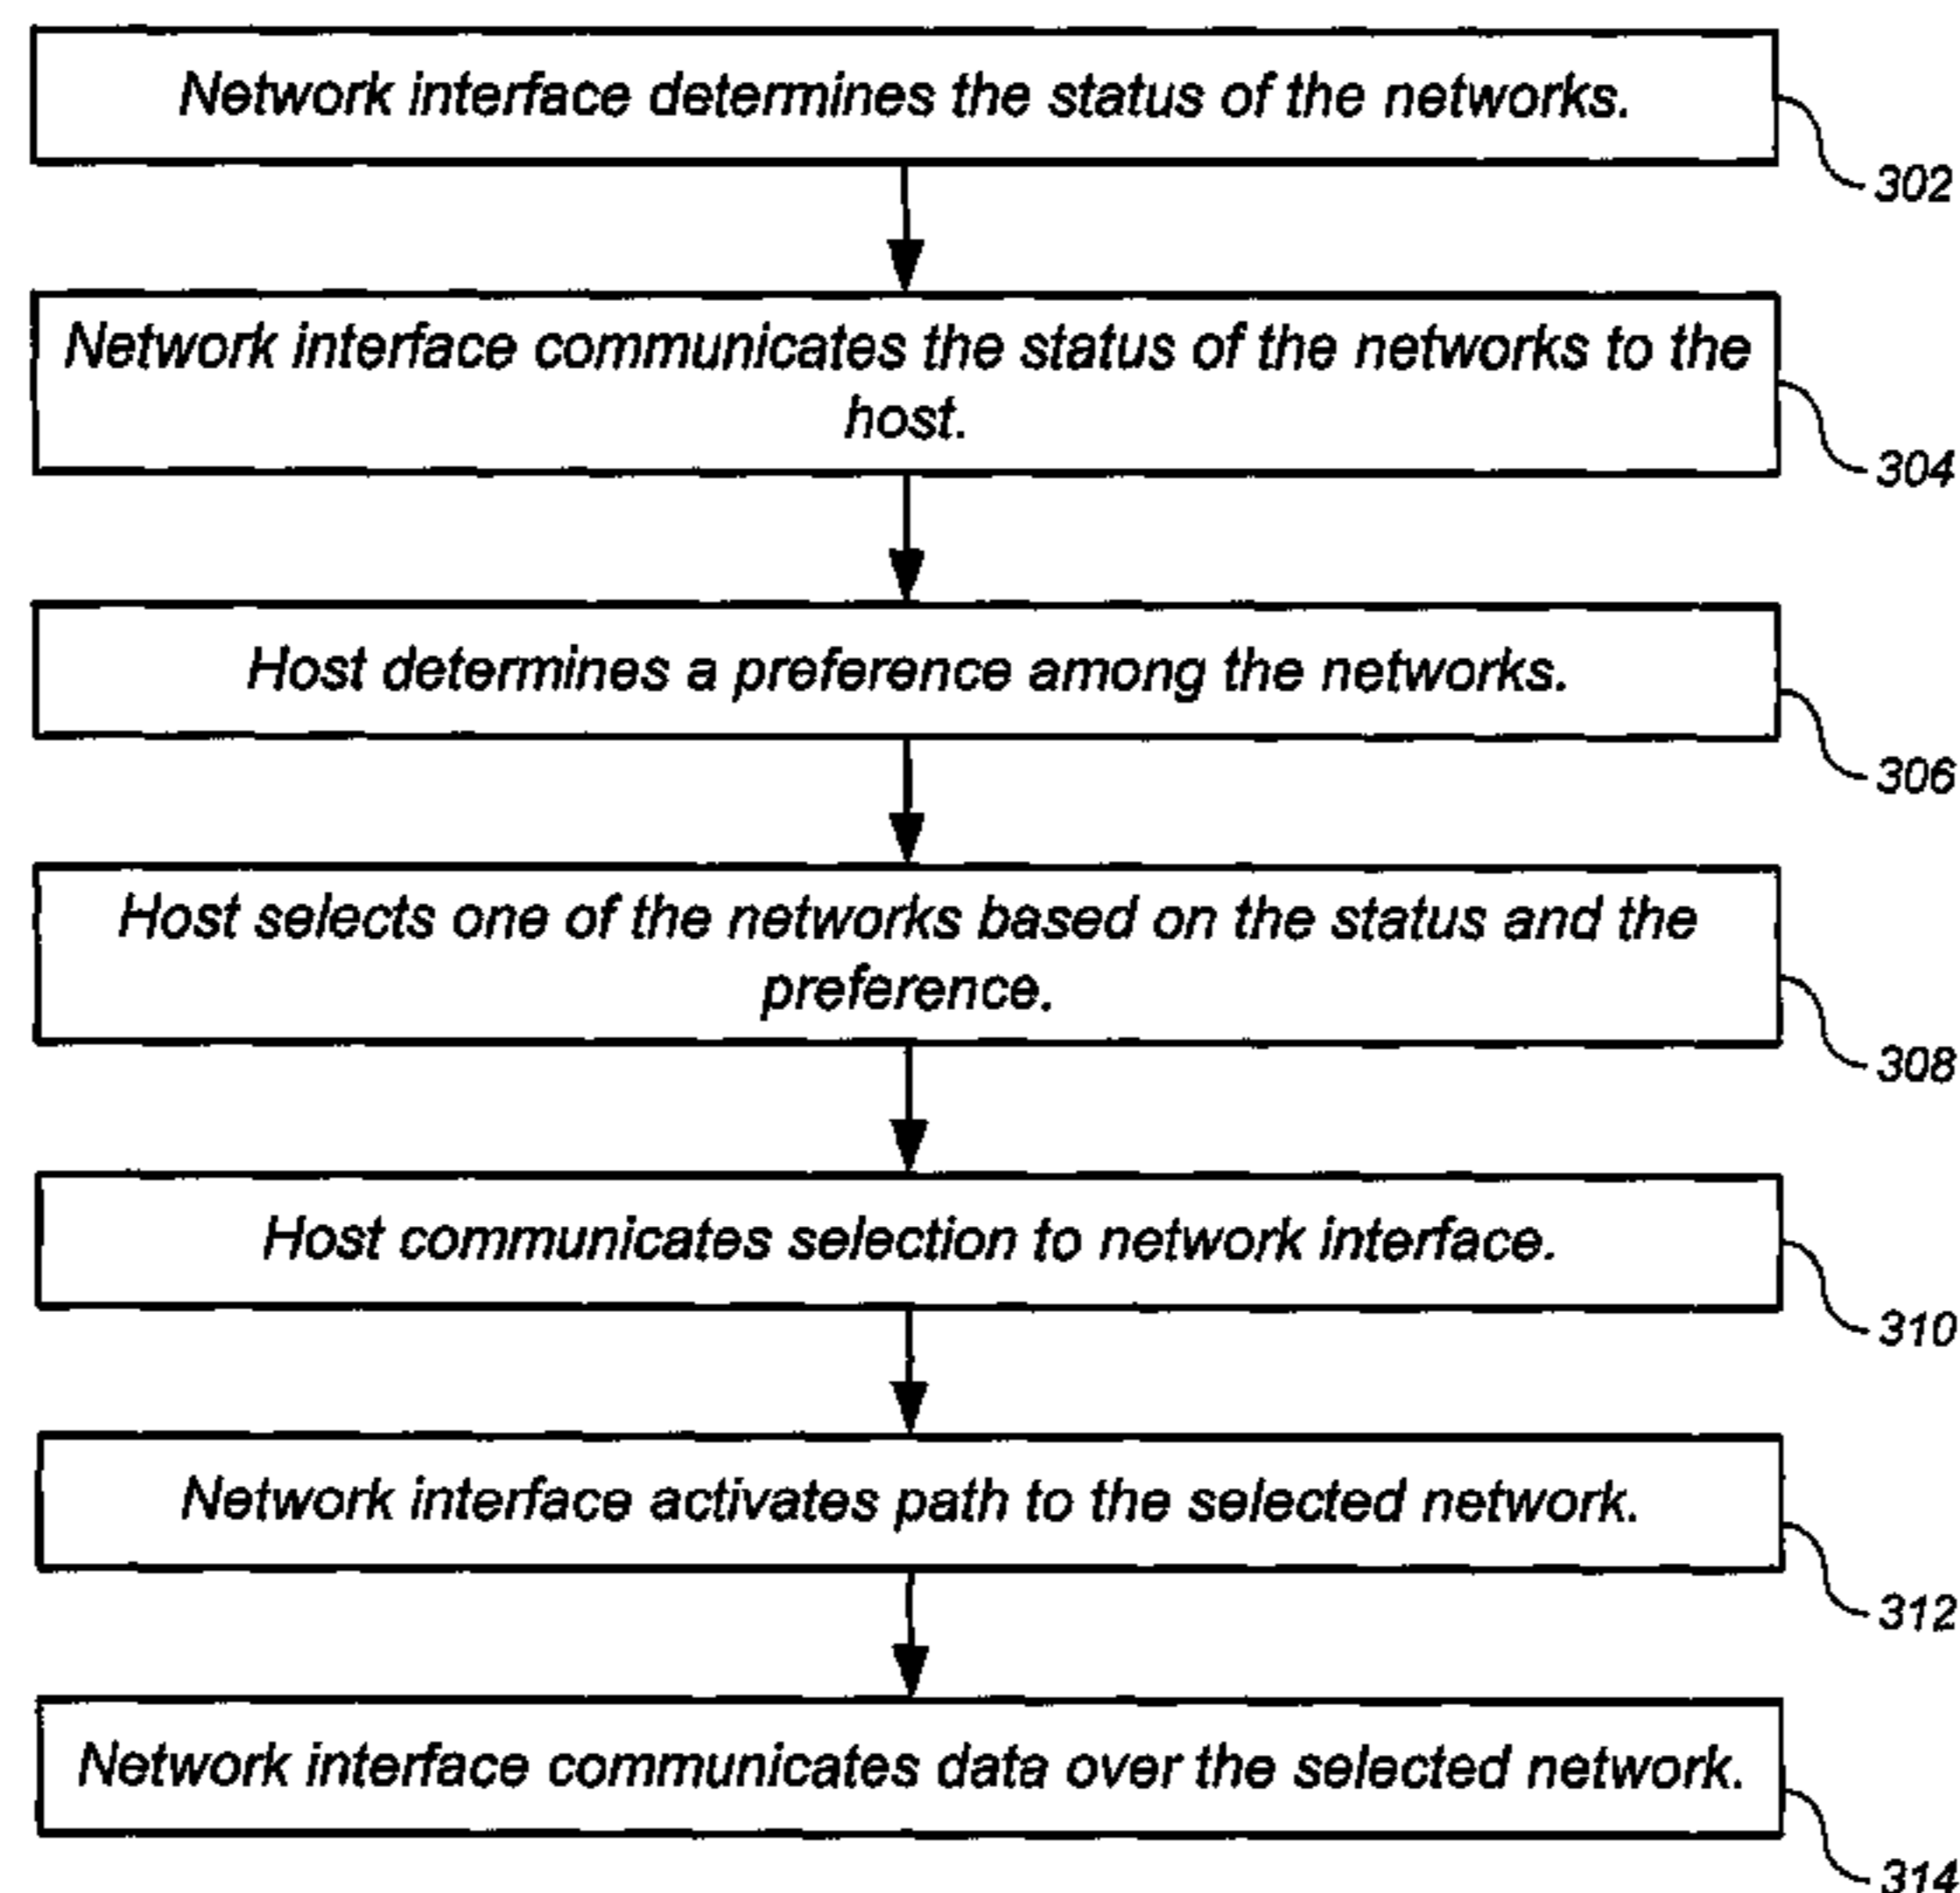 Network interface determines the status of the networks.
302
Network interface communicates the status of the networks to the
host.
304
Host determines a preference among the networks.
306
Host selects one of the networks based on the status and the
preference.
308
Host communicates selection to network interface.
310
Network interface activates path to the selected network.
312
Network interface communicates data over the selected network.
314